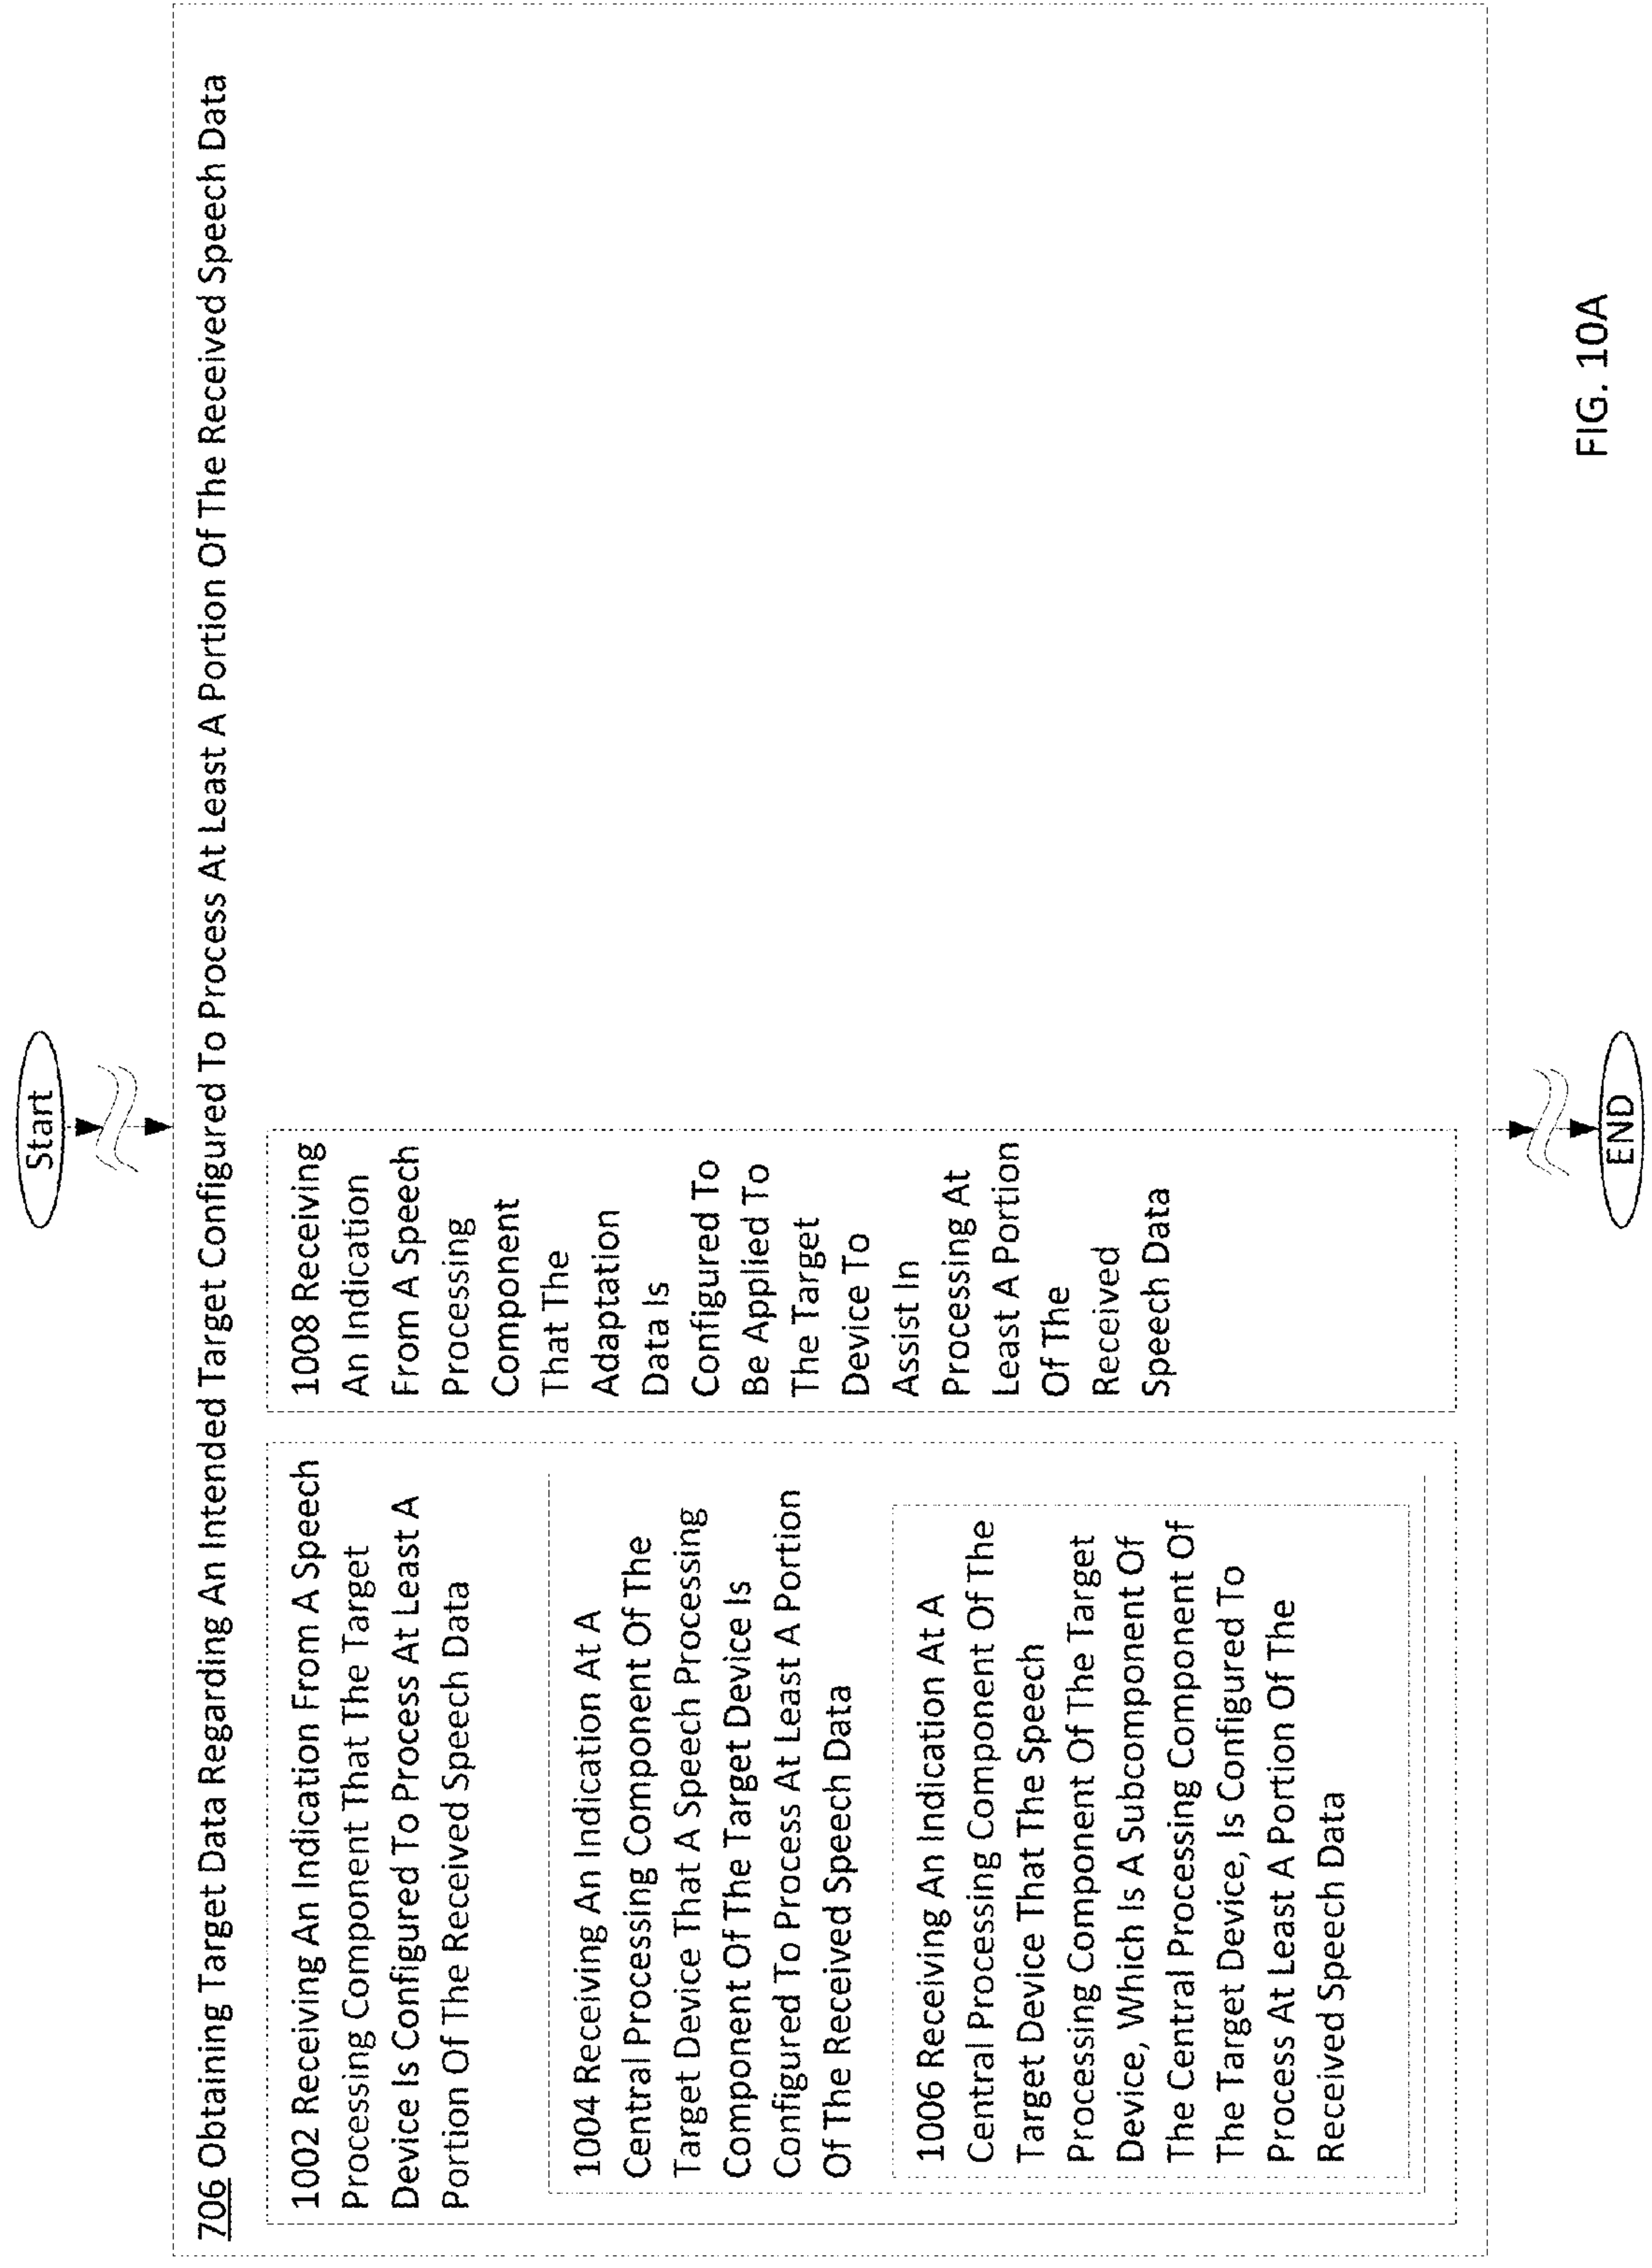 Start
706 Obtaining Target Data Regarding An Intended Target Configured To Process At Least A Portion Of The Received Speech Data
1002 Receiving An Indication From A Speech
Processing Component That The Target
Device Is Configured To Process At Least A
Portion Of The Received Speech Data
1004 Receiving An Indication At A
Central Processing Component Of The
Target Device That A Speech Processing
Component Of The Target Device Is
Configured To Process At Least A Portion
Of The Received Speech Data
1006 Receiving An Indication At A
Central Processing Component Of The
Target Device That The Speech
Processing Component Of The Target
Device, Which Is A Subcomponent Of
The Central Processing Component Of
The Target Device, Is Configured To
Process At Least A Portion Of The
Received Speech Data
1008 Receiving
An Indication
From A Speech
Processing
Component
That The
Adaptation
Data Is
Configured To
Be Applied To
The Target
Device To
Assist In
Processing At
Least A Portion
Of The
Received
Speech Data
END
FIG. 10A